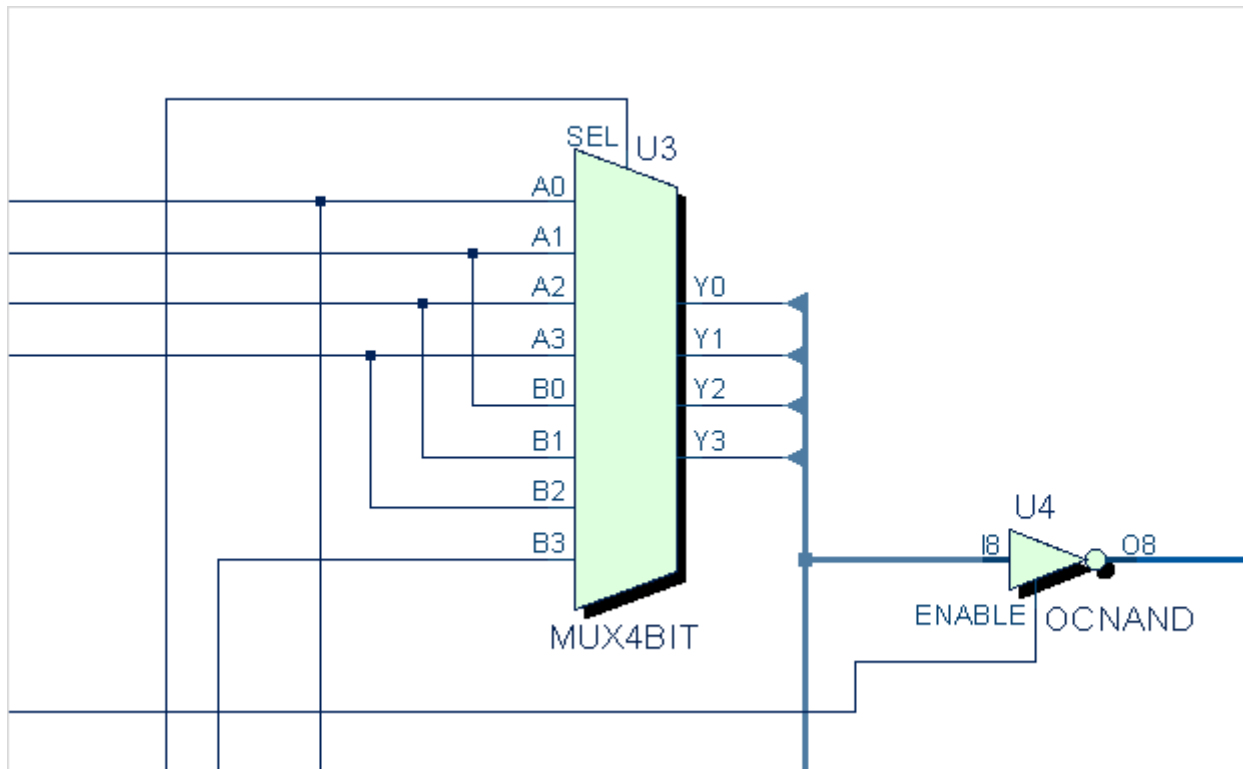 SEL
U3
A0
A1
A2
Y0
A3
Y1
B0
Y2
B1
Y3
B2
U4
B3
I8
O8
ENABLE
OCNAND
MUX4BIT